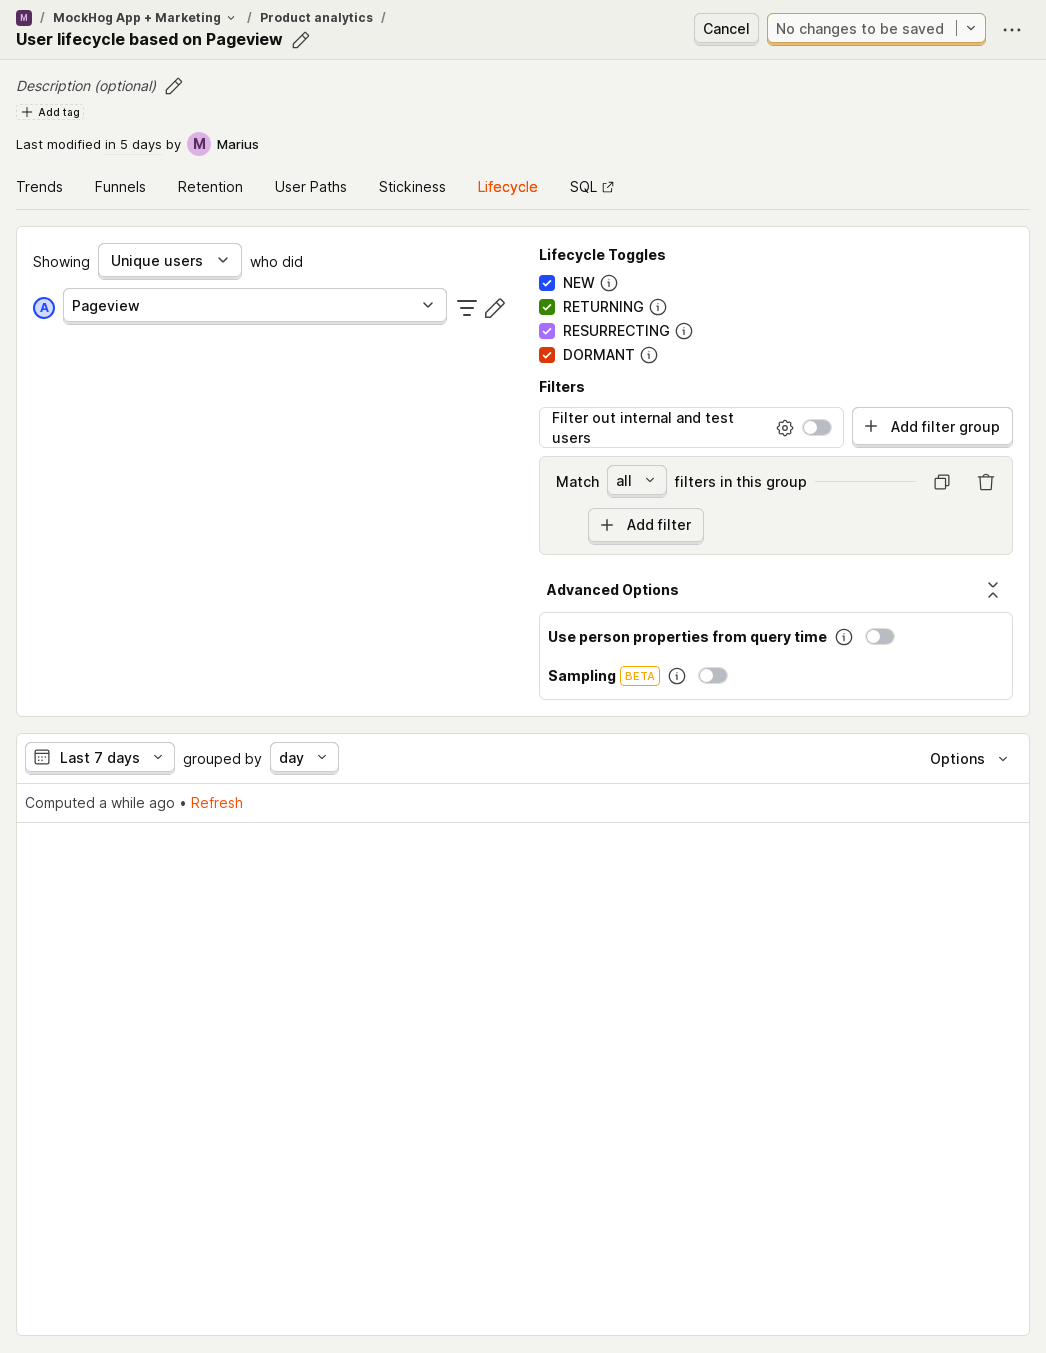 M / MockHog App + Marketing / Product analytics /
User lifecycle based on Pageview
Cancel
No changes to be saved
Description (optional)
Add tag
Last modified in 5 days by M Marius
Trends Funnels Retention User Paths Stickiness Lifecycle SQL
Showing Unique users who did
A Pageview
Lifecycle Toggles
NEW
RETURNING
RESURRECTING
DORMANT
Filters
Filter out internal and test
users
Add filter group
Match all filters in this group
Add filter
Advanced Options
Use person properties from query time
Sampling BETA
Last 7 days grouped by day Options
Computed a while ago • Refresh